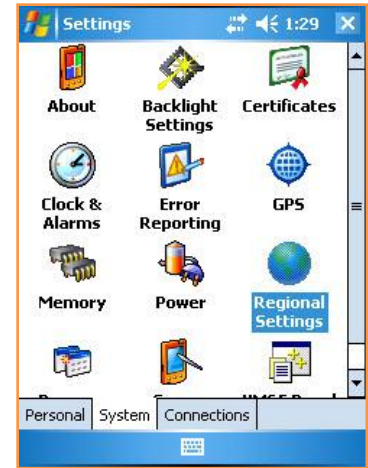 Settings 1:29
About Backlight Certificates
Settings
Clock & Error GPS
Alarms Reporting
Memory Power Regional
Settings
Personal System Connections